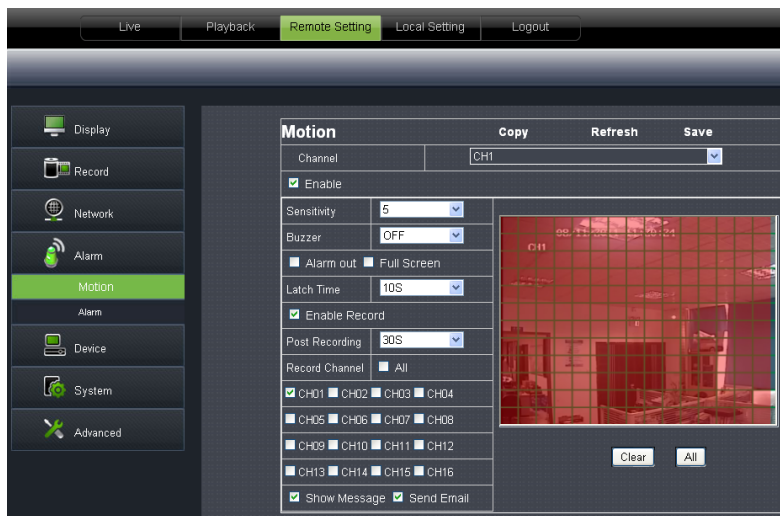 Live Playback Remote Setting Local Setting Logout
Display
Record
Network
Alarm
Motion
Alarm
Device
System
Advanced
Motion Copy Refresh Save
Channel CH1
Enable
Sensitivity 5
Buzzer OFF
Alarm out Full Screen
Latch Time 10S
Enable Record
Post Recording 30S
Record Channel All
CH01 CH02 CH03 CH04
CH05 CH06 CH07 CH08
CH09 CH10 CH11 CH12
CH13 CH14 CH15 CH16
Show Message Send Email
CH1
Clear All